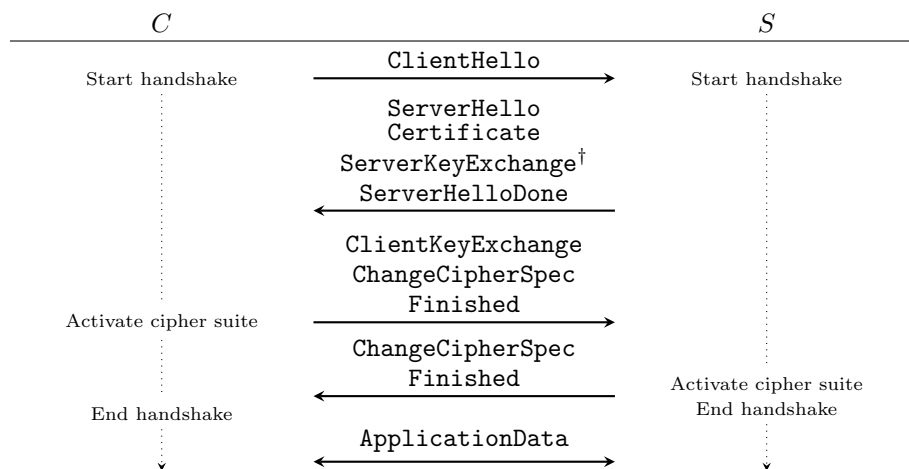 C S
ClientHello
Start handshake Start handshake
ServerHello
Certificate
ServerKeyExchange†
ServerHelloDone
ClientKeyExchange
ChangeCipherSpec
Finished
Activate cipher suite
ChangeCipherSpec
Finished
Activate cipher suite
End handshake End handshake
ApplicationData